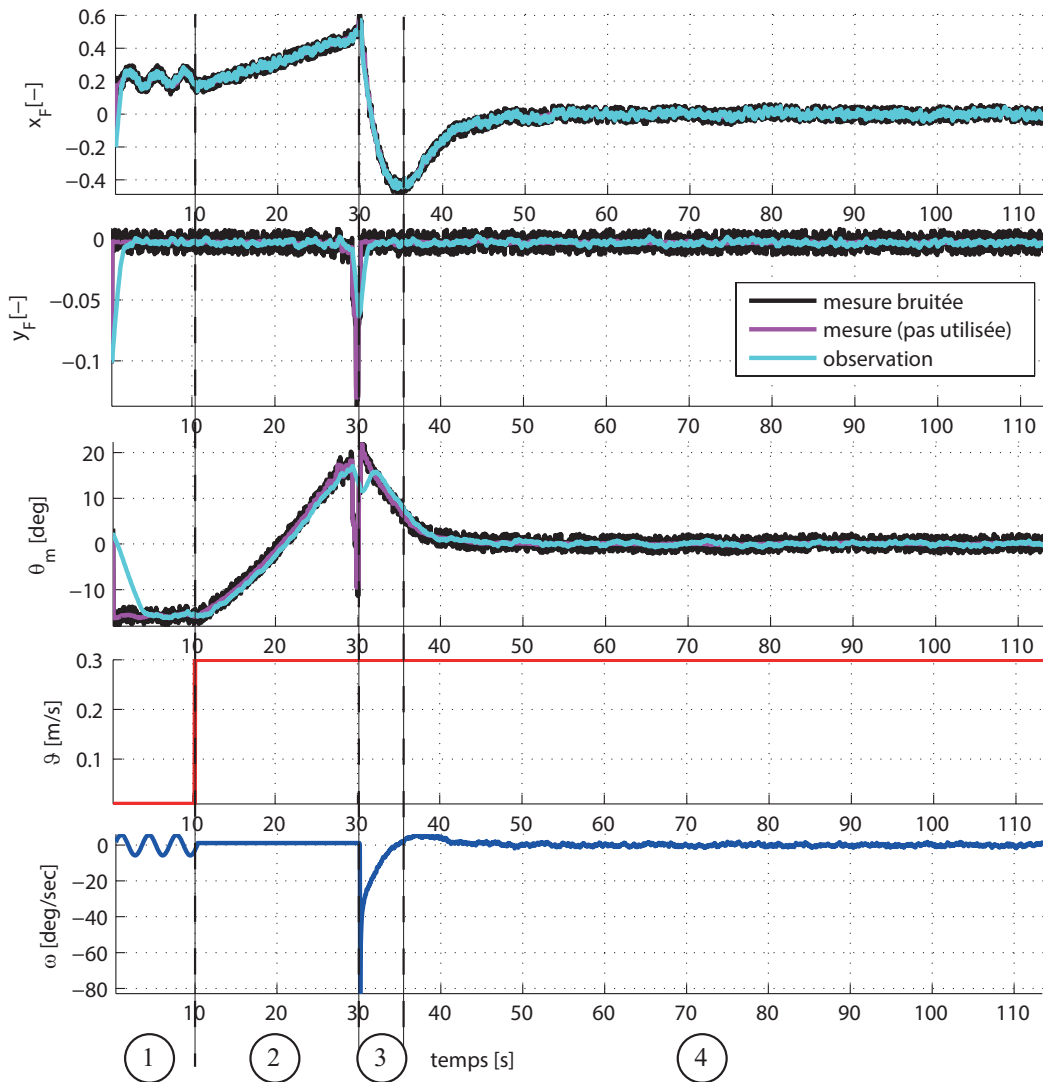 0.6
0.4
0.2
0
−0.2
−0.4
x_F[−]
10 20 30 40 50 60 70 80 90 100 110
0
−0.05
−0.1
y_F[−]
mesure bruitée
mesure (pas utilisée)
observation
10 20 30 40 50 60 70 80 90 100 110
20
10
0
−10
θ_m [deg]
10 20 30 40 50 60 70 80 90 100 110
0.3
0.2
0.1
ϑ [m/s]
10 20 30 40 50 60 70 80 90 100 110
0
−20
−40
−60
−80
ω [deg/sec]
10 20 30 40 50 60 70 80 90 100 110
1 2 3 temps [s] 4